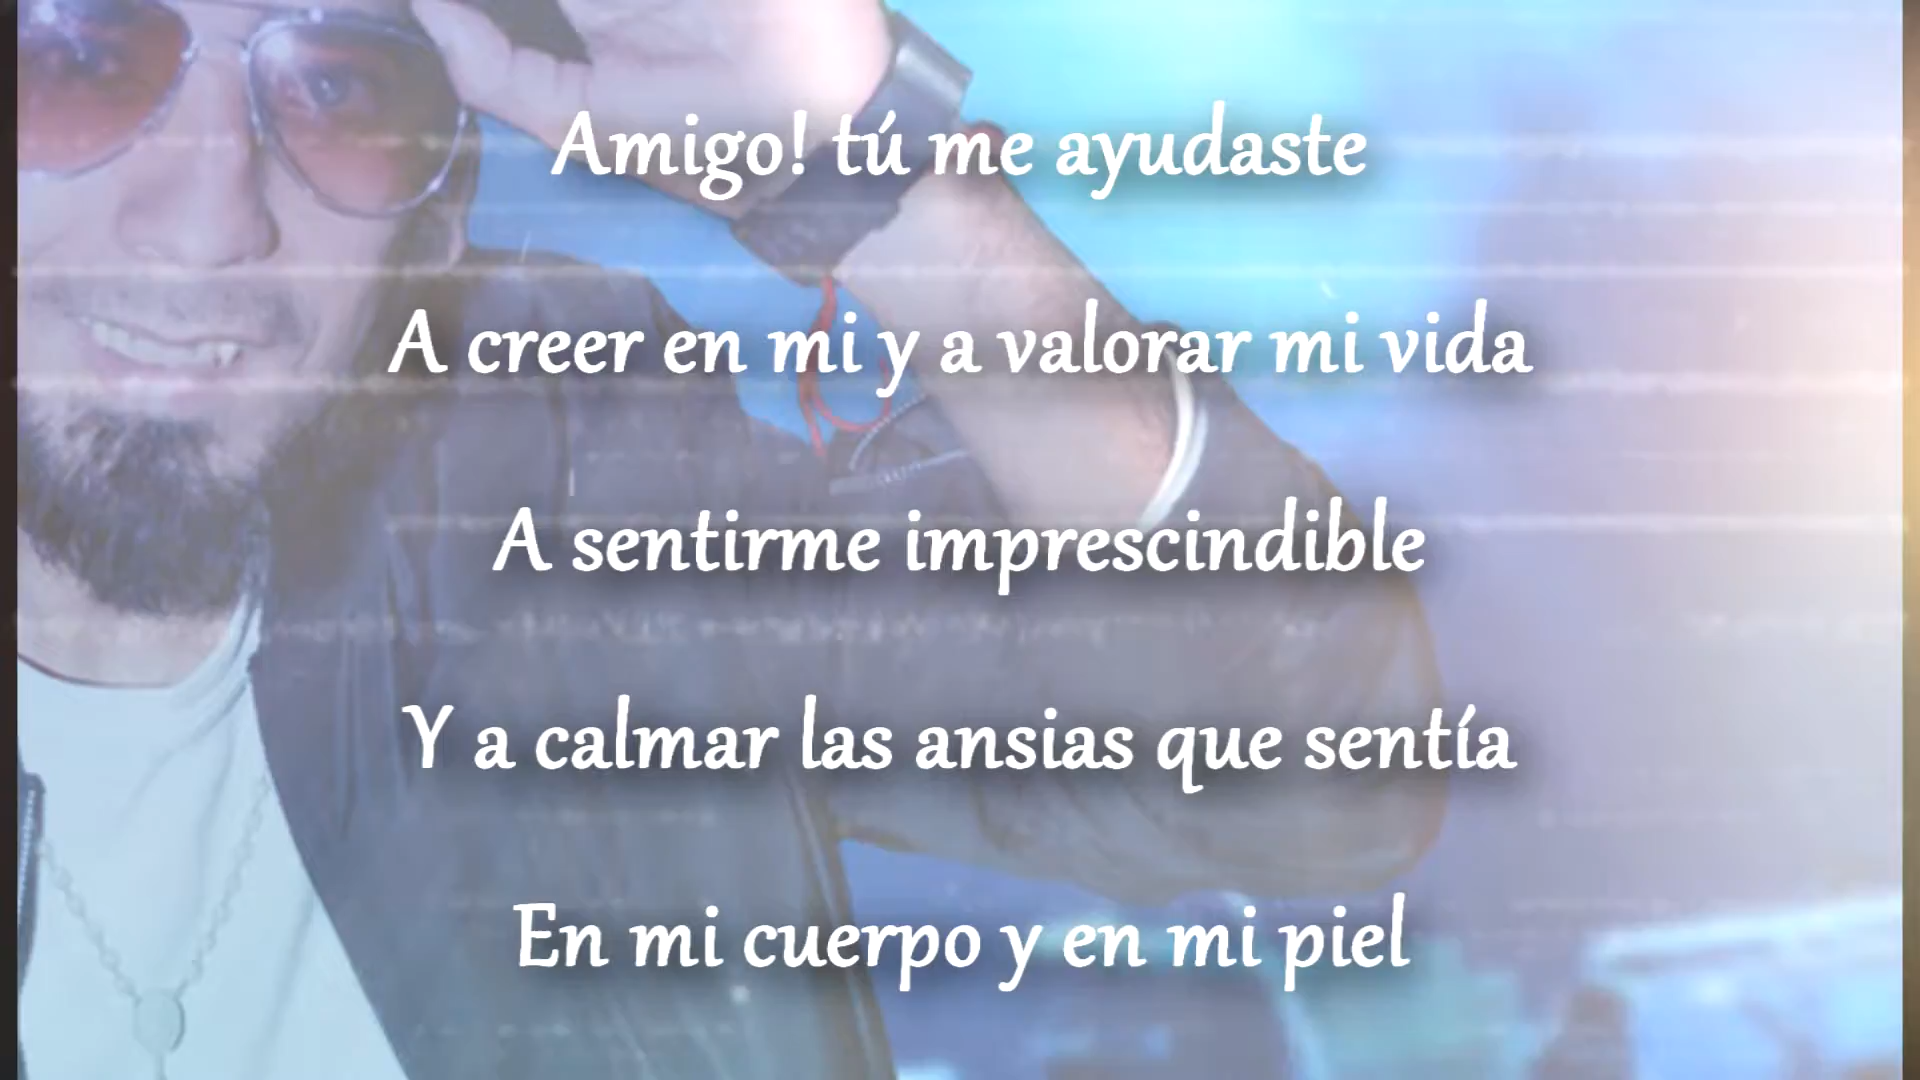 Amigo! tú me ayudaste
A creer en mi y a valorar mi vida
A sentirme imprescindible
Y a calmar las ansias que sentía
En mi cuerpo y en mi piel